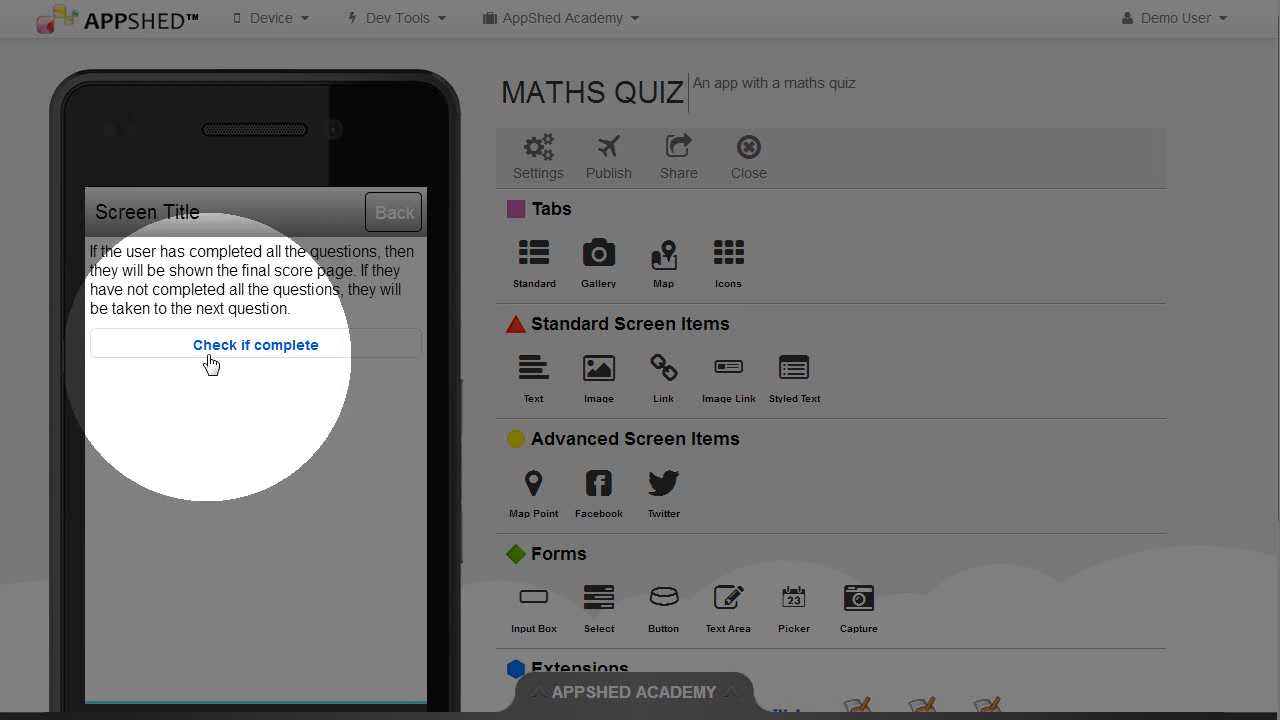 APPSHED™ Device Dev Tools AppShed Academy Demo User
MATHS QUIZ An app with a maths quiz
Settings Publish Share Close
Screen Title Back
If the user has completed all the questions, then
they will be shown the final score page. If they
have not completed all the questions, they will
be taken to the next question.
Check if complete
Tabs
Standard Gallery Map Icons
Standard Screen Items
Text Image Link Image Link Styled Text
Advanced Screen Items
Map Point Facebook Twitter
Forms
23
Input Box Select Button Text Area Picker Capture
Extensions
APPSHED ACADEMY